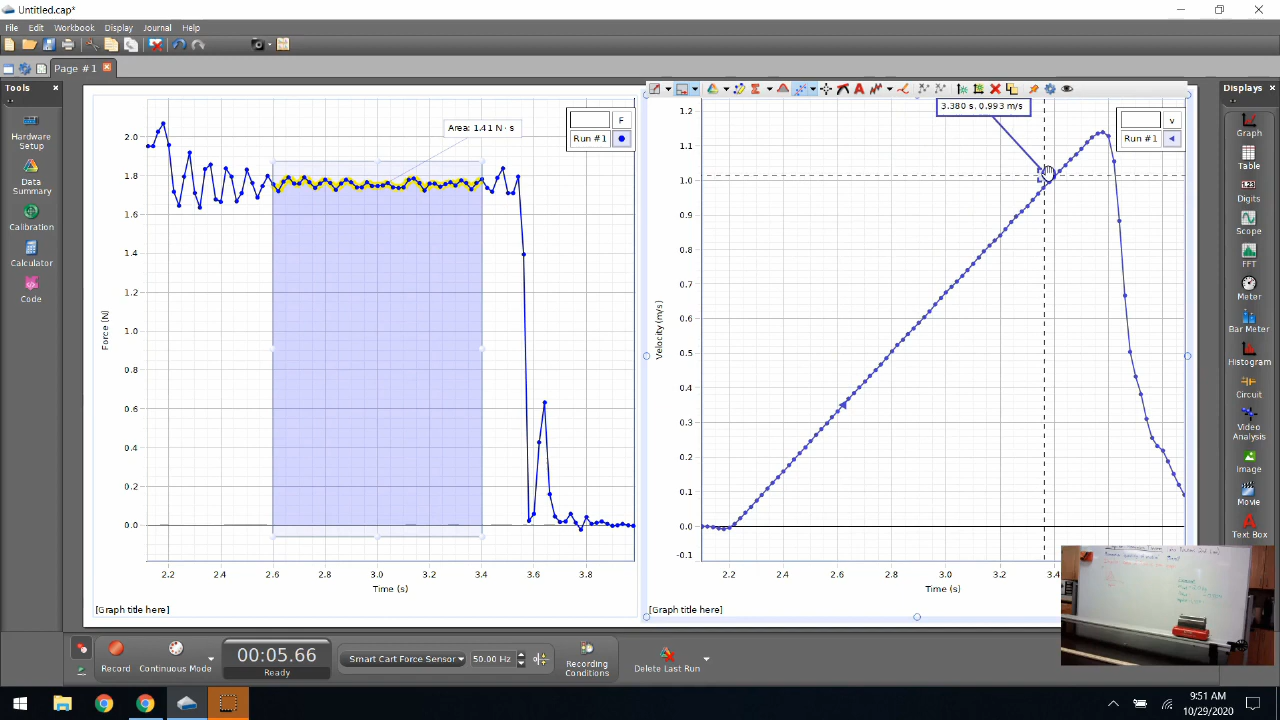 Untitled.cap*
File Edit Workbook Display Journal Help
Page #1
Tools
Hardware Setup
Data Summary
Calibration
Calculator
Code
Displays
Graph
Table
Digits
Scope
FFT
Meter
Bar Meter
Histogram
Circuit
Video Analysis
Image
Movie
Text Box
Area: 1.41 N · s
F
Run #1
2.0
1.8
1.6
1.4
1.2
1.0
0.8
0.6
0.4
0.2
0.0
Force (N)
2.2 2.4 2.6 2.8 3.0 3.2 3.4 3.6 3.8
Time (s)
[Graph title here]
3.380 s, 0.993 m/s
v
Run #1
1.2
1.1
1.0
0.9
0.8
0.7
0.6
0.5
0.4
0.3
0.2
0.1
0.0
-0.1
Velocity (m/s)
2.2 2.4 2.6 2.8 3.0 3.2 3.4
Time (s)
[Graph title here]
Record
Continuous Mode
00:05.66
Ready
Smart Cart Force Sensor
50.00 Hz
Recording Conditions
Delete Last Run
9:51 AM
10/29/2020